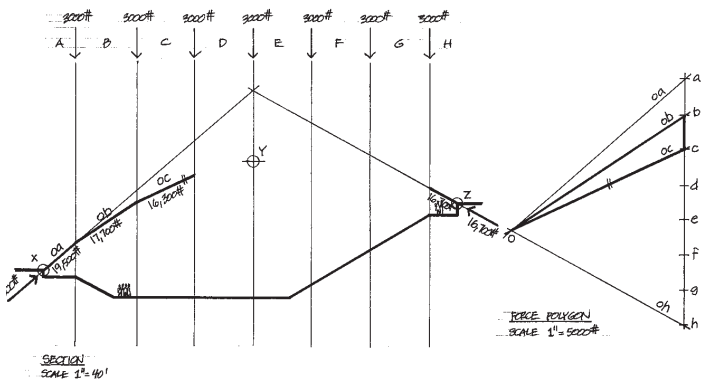 3000# 3000# 3000# 3000# 3000# 3000# 3000#
A B C D E F G H
Y
X
Z
oa
19,500#
ob
17,700#
oc
16,300#
16,700#
00#
SECTION
SCALE 1"=40'
oa
ob
oc
oh
o
a
b
c
d
e
f
g
h
FORCE POLYGON
SCALE 1"=5000#